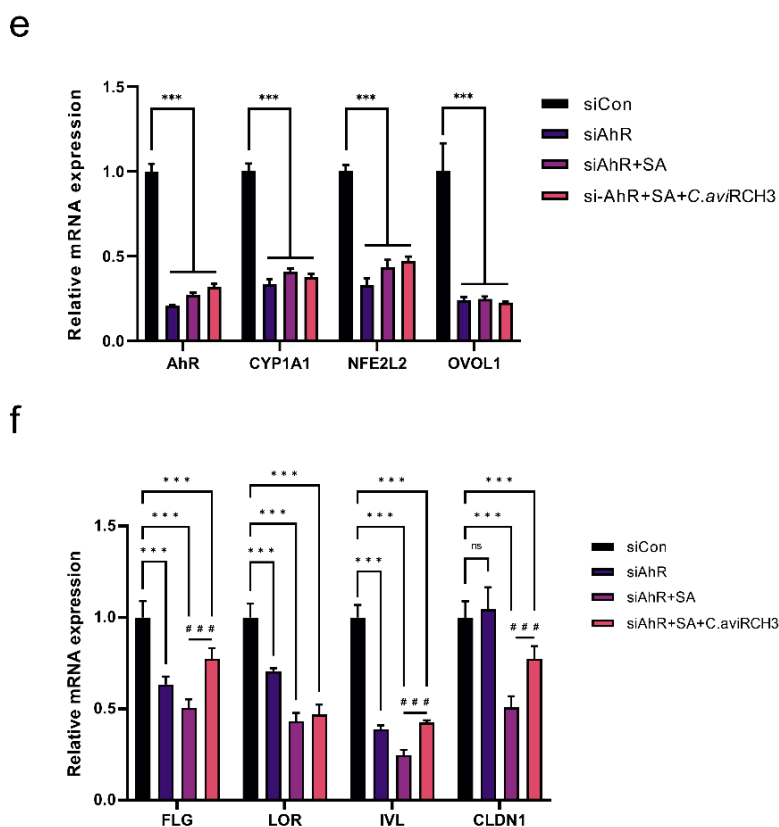 e
Relative mRNA expression
1.5
1.0
0.5
0.0
*** *** *** ***
AhR CYP1A1 NFE2L2 OVOL1
siCon
siAhR
siAhR+SA
si-AhR+SA+C.aviRCH3
f
Relative mRNA expression
1.5
1.0
0.5
0.0
*** *** *** ***
*** *** *** ***
*** *** *** ns
### ### ###
FLG LOR IVL CLDN1
siCon
siAhR
siAhR+SA
siAhR+SA+C.aviRCH3